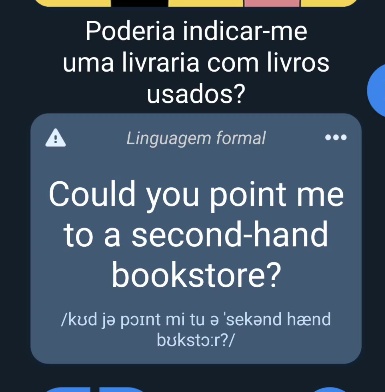 Poderia indicar-me
uma livraria com livros
usados?
Linguagem formal
Could you point me
to a second-hand
bookstore?
/kʊd jə pɔɪnt mi tu ə ˈsekənd hænd
bʊkstɔːr?/